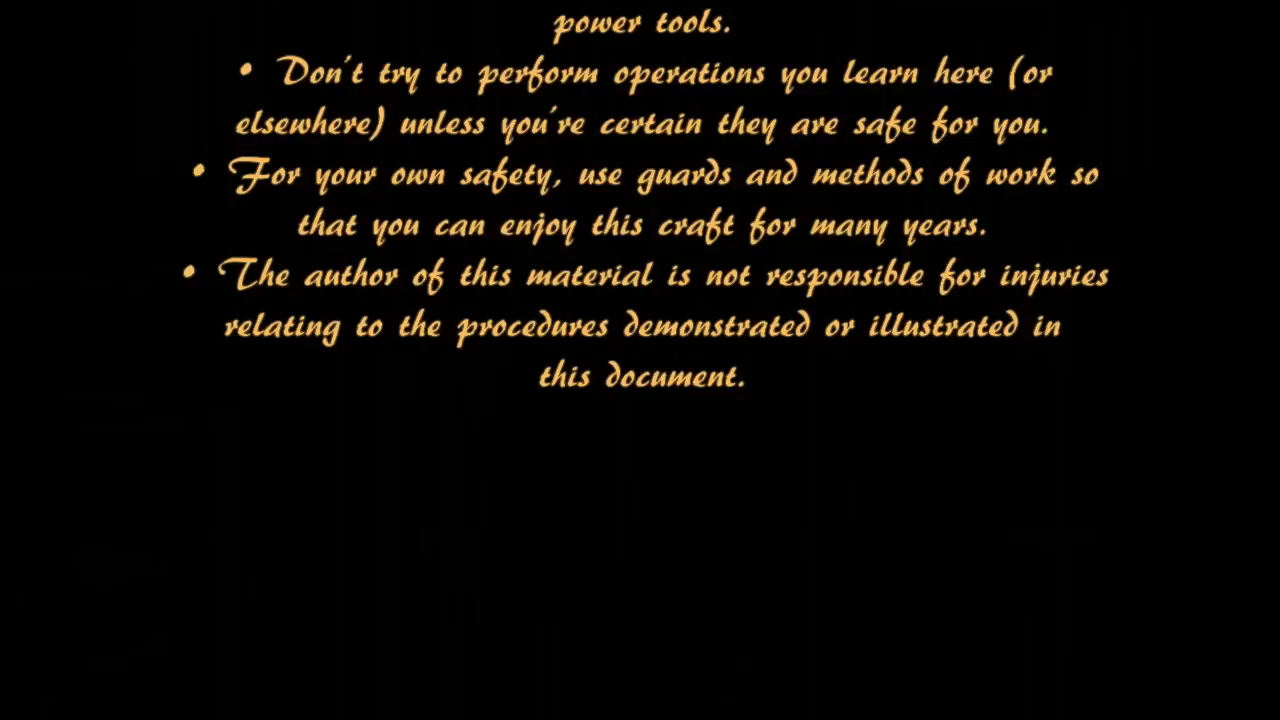 power tools.
• Don't try to perform operations you learn here (or
elsewhere) unless you're certain they are safe for you.
• For your own safety, use guards and methods of work so
that you can enjoy this craft for many years.
• The author of this material is not responsible for injuries
relating to the procedures demonstrated or illustrated in
this document.